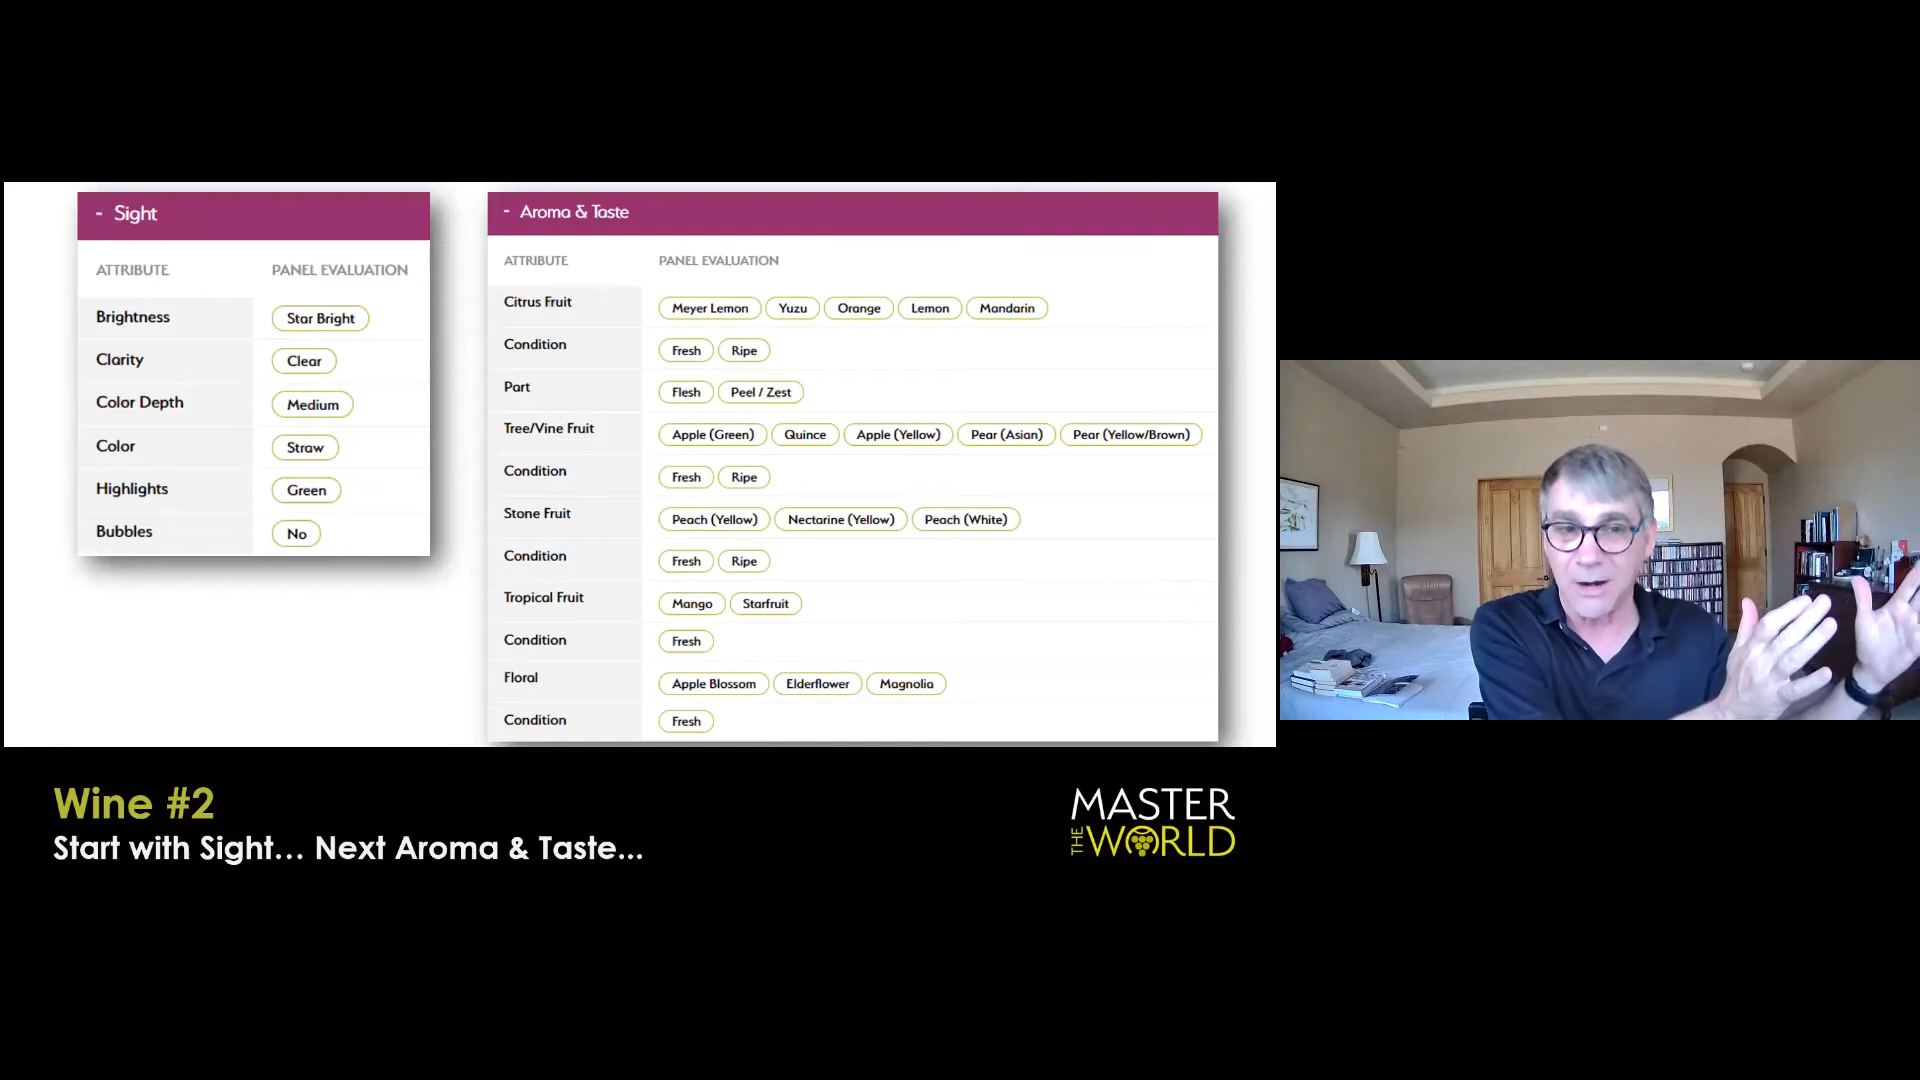 - Sight
ATTRIBUTE PANEL EVALUATION
Brightness Star Bright
Clarity Clear
Color Depth Medium
Color Straw
Highlights Green
Bubbles No
- Aroma & Taste
ATTRIBUTE PANEL EVALUATION
Citrus Fruit Meyer Lemon Yuzu Orange Lemon Mandarin
Condition Fresh Ripe
Part Flesh Peel / Zest
Tree/Vine Fruit Apple (Green) Quince Apple (Yellow) Pear (Asian) Pear (Yellow/Brown)
Condition Fresh Ripe
Stone Fruit Peach (Yellow) Nectarine (Yellow) Peach (White)
Condition Fresh Ripe
Tropical Fruit Mango Starfruit
Condition Fresh
Floral Apple Blossom Elderflower Magnolia
Condition Fresh
Wine #2
Start with Sight... Next Aroma & Taste...
MASTER
THE WORLD